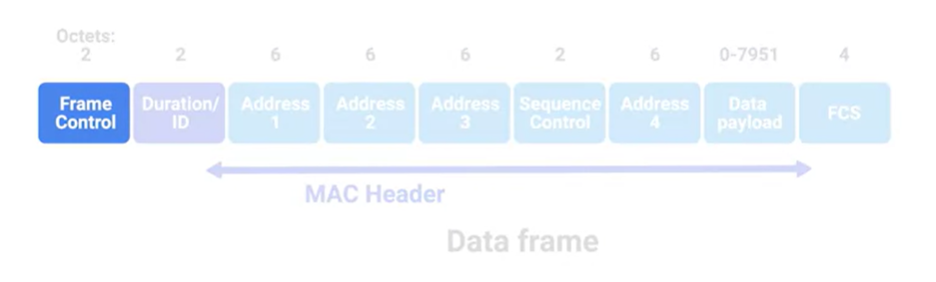 Octets:
2 2 6 6 6 2 6 0-7951 4
Frame Control Duration/ ID Address 1 Address 2 Address 3 Sequence Control Address 4 Data payload FCS
MAC Header
Data frame